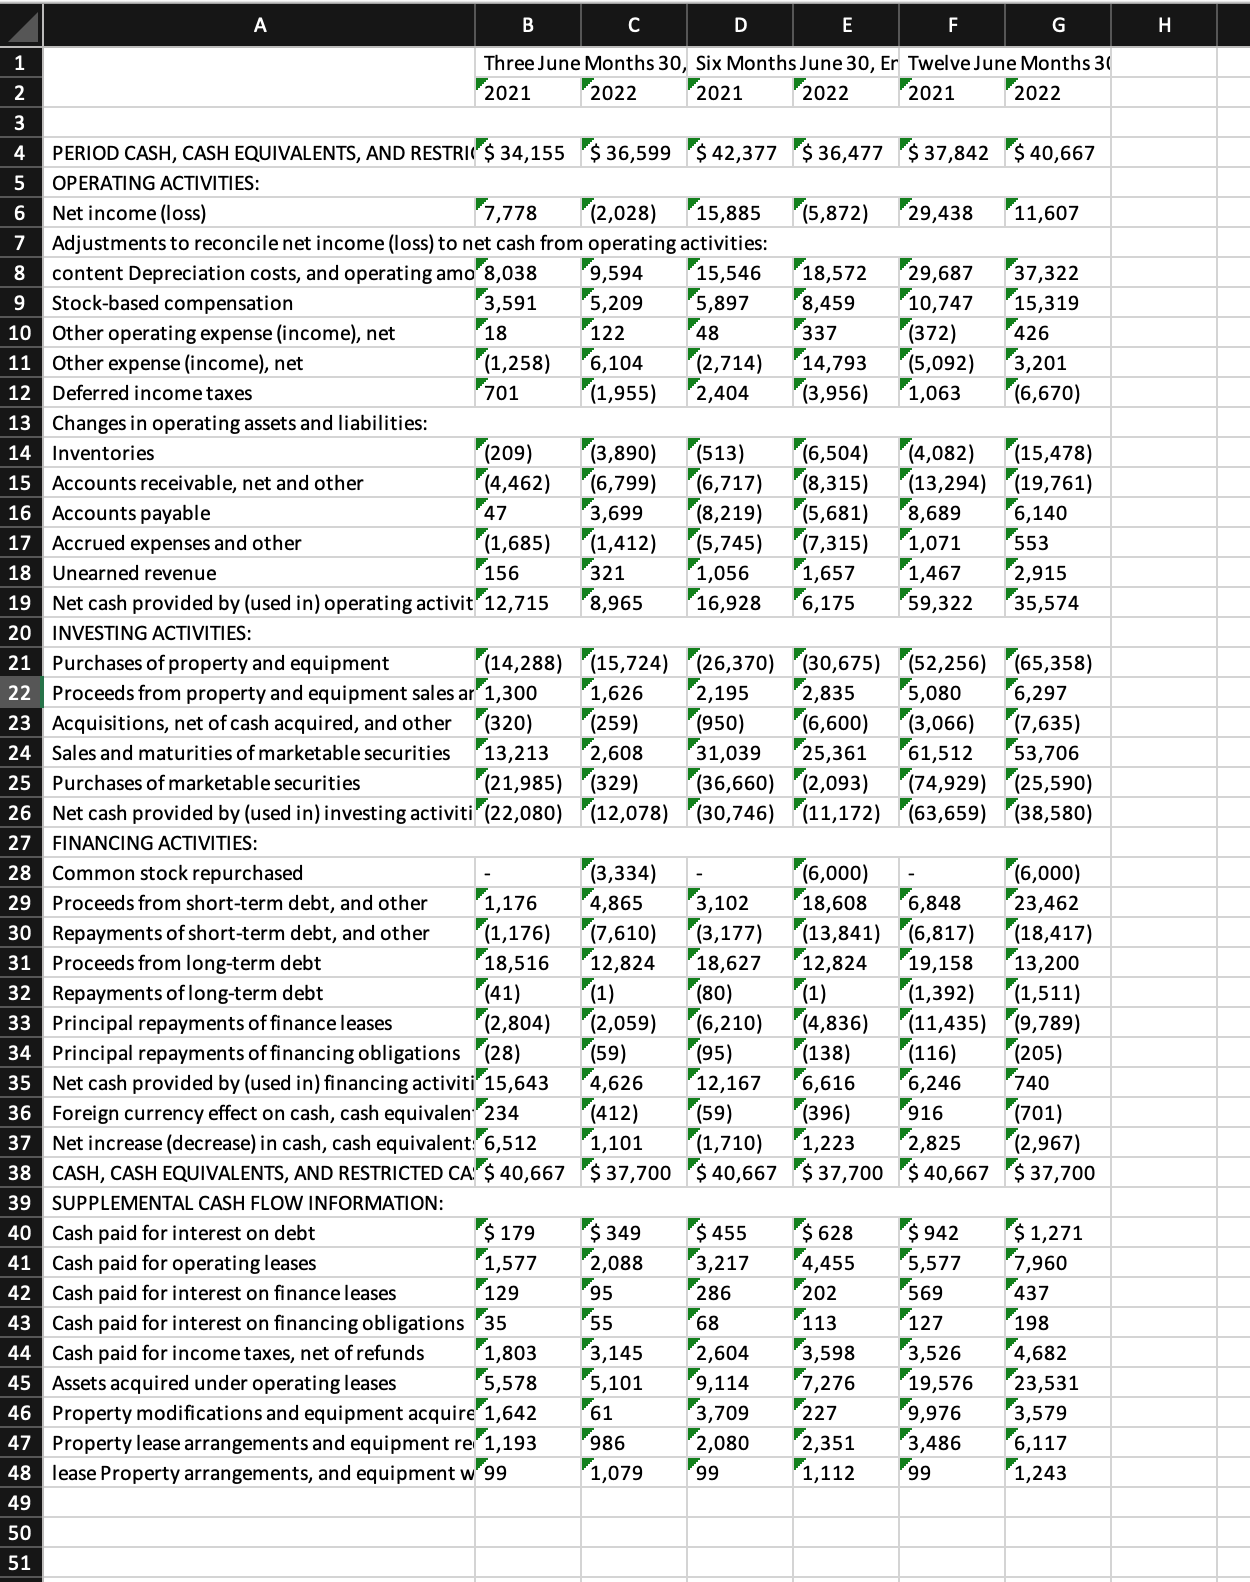 A B C D E F G H
1 Three June Months 30, Six Months June 30, En Twelve June Months 30
2 2021 2022 2021 2022 2021 2022
3
4 PERIOD CASH, CASH EQUIVALENTS, AND RESTRI $ 34,155 $ 36,599 $ 42,377 $ 36,477 $ 37,842 $ 40,667
5 OPERATING ACTIVITIES:
6 Net income (loss) 7,778 (2,028) 15,885 (5,872) 29,438 11,607
7 Adjustments to reconcile net income (loss) to net cash from operating activities:
8 content Depreciation costs, and operating amo 8,038 9,594 15,546 18,572 29,687 37,322
9 Stock-based compensation 3,591 5,209 5,897 8,459 10,747 15,319
10 Other operating expense (income), net 18 122 48 337 (372) 426
11 Other expense (income), net (1,258) 6,104 (2,714) 14,793 (5,092) 3,201
12 Deferred income taxes 701 (1,955) 2,404 (3,956) 1,063 (6,670)
13 Changes in operating assets and liabilities:
14 Inventories (209) (3,890) (513) (6,504) (4,082) (15,478)
15 Accounts receivable, net and other (4,462) (6,799) (6,717) (8,315) (13,294) (19,761)
16 Accounts payable 47 3,699 (8,219) (5,681) 8,689 6,140
17 Accrued expenses and other (1,685) (1,412) (5,745) (7,315) 1,071 553
18 Unearned revenue 156 321 1,056 1,657 1,467 2,915
19 Net cash provided by (used in) operating activit 12,715 8,965 16,928 6,175 59,322 35,574
20 INVESTING ACTIVITIES:
21 Purchases of property and equipment (14,288) (15,724) (26,370) (30,675) (52,256) (65,358)
22 Proceeds from property and equipment sales ar 1,300 1,626 2,195 2,835 5,080 6,297
23 Acquisitions, net of cash acquired, and other (320) (259) (950) (6,600) (3,066) (7,635)
24 Sales and maturities of marketable securities 13,213 2,608 31,039 25,361 61,512 53,706
25 Purchases of marketable securities (21,985) (329) (36,660) (2,093) (74,929) (25,590)
26 Net cash provided by (used in) investing activiti (22,080) (12,078) (30,746) (11,172) (63,659) (38,580)
27 FINANCING ACTIVITIES:
28 Common stock repurchased - (3,334) - (6,000) - (6,000)
29 Proceeds from short-term debt, and other 1,176 4,865 3,102 18,608 6,848 23,462
30 Repayments of short-term debt, and other (1,176) (7,610) (3,177) (13,841) (6,817) (18,417)
31 Proceeds from long-term debt 18,516 12,824 18,627 12,824 19,158 13,200
32 Repayments of long-term debt (41) (1) (80) (1) (1,392) (1,511)
33 Principal repayments of finance leases (2,804) (2,059) (6,210) (4,836) (11,435) (9,789)
34 Principal repayments of financing obligations (28) (59) (95) (138) (116) (205)
35 Net cash provided by (used in) financing activiti 15,643 4,626 12,167 6,616 6,246 740
36 Foreign currency effect on cash, cash equivalen 234 (412) (59) (396) 916 (701)
37 Net increase (decrease) in cash, cash equivalent 6,512 1,101 (1,710) 1,223 2,825 (2,967)
38 CASH, CASH EQUIVALENTS, AND RESTRICTED CA $ 40,667 $ 37,700 $ 40,667 $ 37,700 $ 40,667 $ 37,700
39 SUPPLEMENTAL CASH FLOW INFORMATION:
40 Cash paid for interest on debt $ 179 $ 349 $ 455 $ 628 $ 942 $ 1,271
41 Cash paid for operating leases 1,577 2,088 3,217 4,455 5,577 7,960
42 Cash paid for interest on finance leases 129 95 286 202 569 437
43 Cash paid for interest on financing obligations 35 55 68 113 127 198
44 Cash paid for income taxes, net of refunds 1,803 3,145 2,604 3,598 3,526 4,682
45 Assets acquired under operating leases 5,578 5,101 9,114 7,276 19,576 23,531
46 Property modifications and equipment acquire 1,642 61 3,709 227 9,976 3,579
47 Property lease arrangements and equipment re 1,193 986 2,080 2,351 3,486 6,117
48 lease Property arrangements, and equipment w 99 1,079 99 1,112 99 1,243
49
50
51